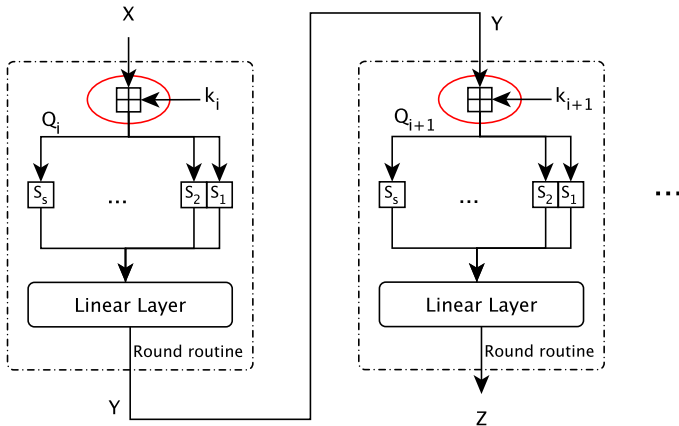 X
Y
k_i
k_{i+1}
Q_i
Q_{i+1}
S_s ... S_2 S_1
S_s ... S_2 S_1
...
Linear Layer
Linear Layer
Round routine
Round routine
Y
Z